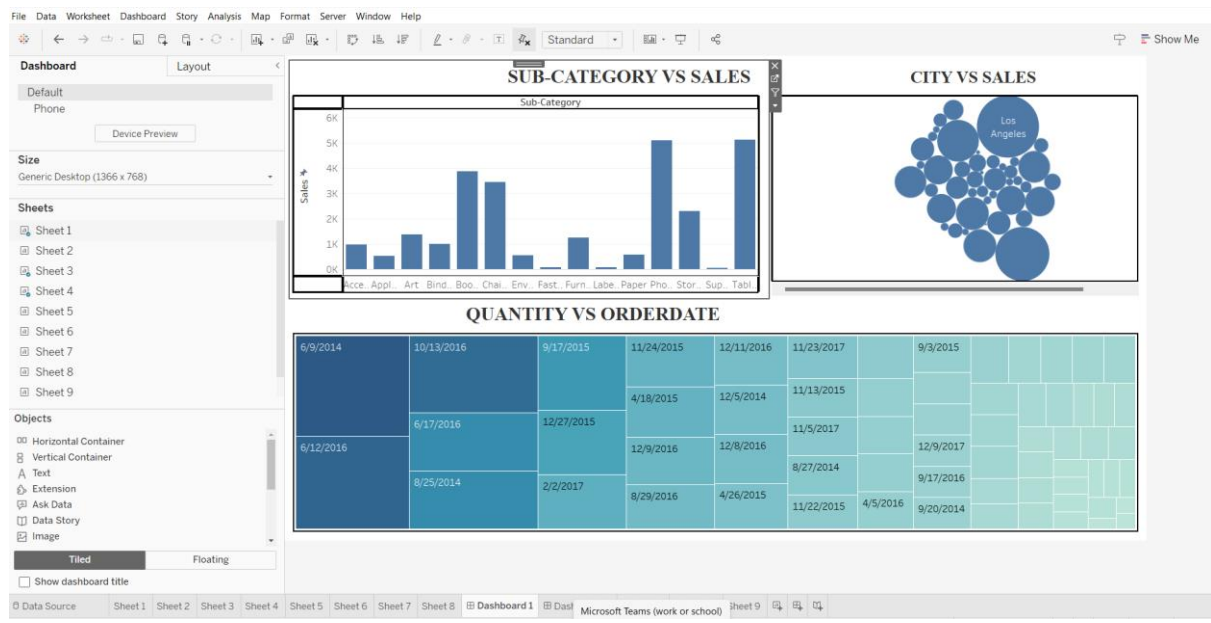 File Data Worksheet Dashboard Story Analysis Map Format Server Window Help
Standard
Show Me
Dashboard Layout
Default
Phone
Device Preview
Size
Generic Desktop (1366 x 768)
Sheets
Sheet 1
Sheet 2
Sheet 3
Sheet 4
Sheet 5
Sheet 6
Sheet 7
Sheet 8
Sheet 9
Objects
Horizontal Container
Vertical Container
Text
Extension
Ask Data
Data Story
Image
Tiled Floating
Show dashboard title
SUB-CATEGORY VS SALES
Sub-Category
Sales
6K
5K
4K
3K
2K
1K
0K
Acce.. Appl.. Art Bind.. Boo.. Chai.. Env.. Fast.. Furn.. Labe.. Paper Pho.. Stor.. Sup.. Tabl..
CITY VS SALES
Los
Angeles
QUANTITY VS ORDERDATE
6/9/2014 10/13/2016 9/17/2015 11/24/2015 12/11/2016 11/23/2017 9/3/2015
4/18/2015 12/5/2014 11/13/2015
6/17/2016 12/27/2015 11/5/2017
6/12/2016 12/9/2016 12/8/2016 12/9/2017
8/27/2014
8/25/2014 2/2/2017 9/17/2016
8/29/2016 4/26/2015
11/22/2015 4/5/2016 9/20/2014
Data Source Sheet 1 Sheet 2 Sheet 3 Sheet 4 Sheet 5 Sheet 6 Sheet 7 Sheet 8 Dashboard 1 Dast Sheet 9
Microsoft Teams (work or school)